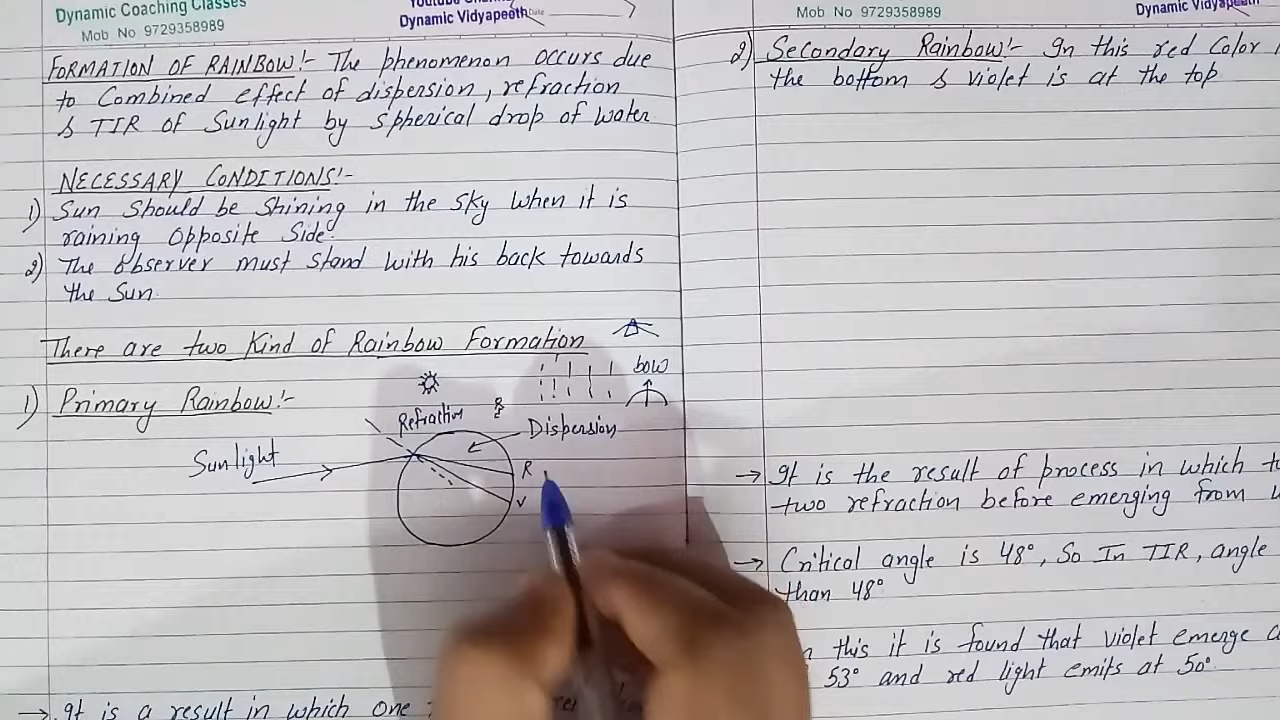 Dynamic Coaching Classes
Mob No 9729358989
Dynamic Vidyapeeth
Date
FORMATION OF RAINBOW:- The phenomenon occurs due
to Combined effect of dispersion, refraction
& TIR of Sunlight by Spherical drop of water
NECESSARY CONDITIONS:-
1) Sun should be shining in the sky when it is
raining opposite side.
2) The observer must stand with his back towards
the Sun.
There are two Kind of Rainbow Formation
1) Primary Rainbow:-
bow
Refraction
Dispersion
Sunlight
R
V
→ It is a result in which one
Mob No 9729358989
Dynamic Vidyapeeth
2) Secondary Rainbow:- In this red Color
the bottom & violet is at the top
→ It is the result of process in which
two refraction before emerging from
→ Critical angle is 48°, So In TIR, angle
than 48°
this it is found that violet emerge
53° and red light emits at 50°